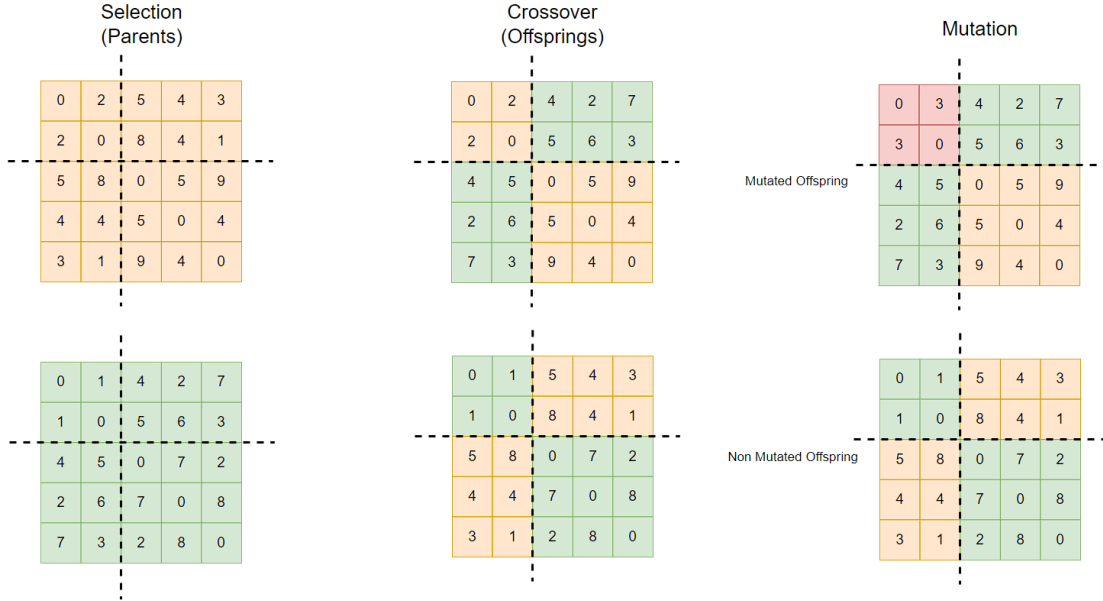 Selection
(Parents)
Crossover
(Offsprings)
Mutation
0 2 5 4 3
2 0 8 4 1
5 8 0 5 9
4 4 5 0 4
3 1 9 4 0
0 2 4 2 7
2 0 5 6 3
4 5 0 5 9
2 6 5 0 4
7 3 9 4 0
Mutated Offspring
0 3 4 2 7
3 0 5 6 3
4 5 0 5 9
2 6 5 0 4
7 3 9 4 0
0 1 4 2 7
1 0 5 6 3
4 5 0 7 2
2 6 7 0 8
7 3 2 8 0
0 1 5 4 3
1 0 8 4 1
5 8 0 7 2
4 4 7 0 8
3 1 2 8 0
Non Mutated Offspring
0 1 5 4 3
1 0 8 4 1
5 8 0 7 2
4 4 7 0 8
3 1 2 8 0